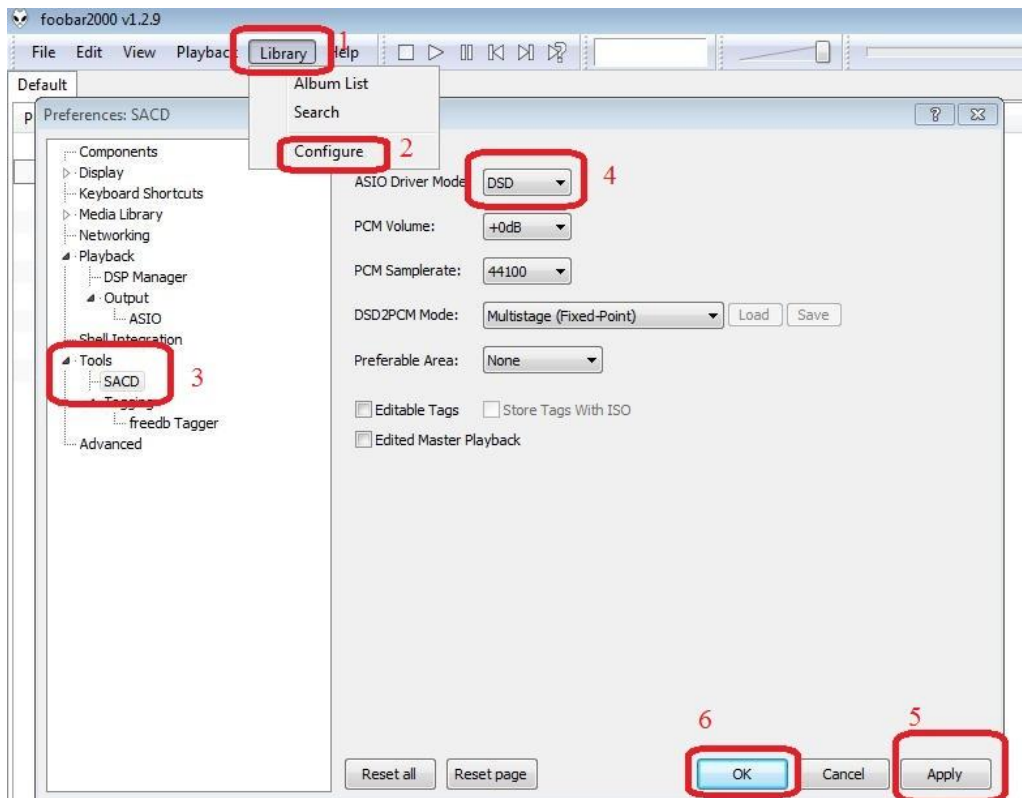 foobar2000 v1.2.9
File Edit View Playbac Library 1 Help
Default
Album List
Search
Configure 2
P Preferences: SACD
Components
Display
Keyboard Shortcuts
Media Library
Networking
Playback
DSP Manager
Output
ASIO
Shell Integration
Tools
SACD 3
Tagging
freedb Tagger
Advanced
ASIO Driver Mode DSD 4
PCM Volume: +0dB
PCM Samplerate: 44100
DSD2PCM Mode: Multistage (Fixed-Point) Load Save
Preferable Area: None
Editable Tags Store Tags With ISO
Edited Master Playback
6 5
Reset all Reset page OK Cancel Apply